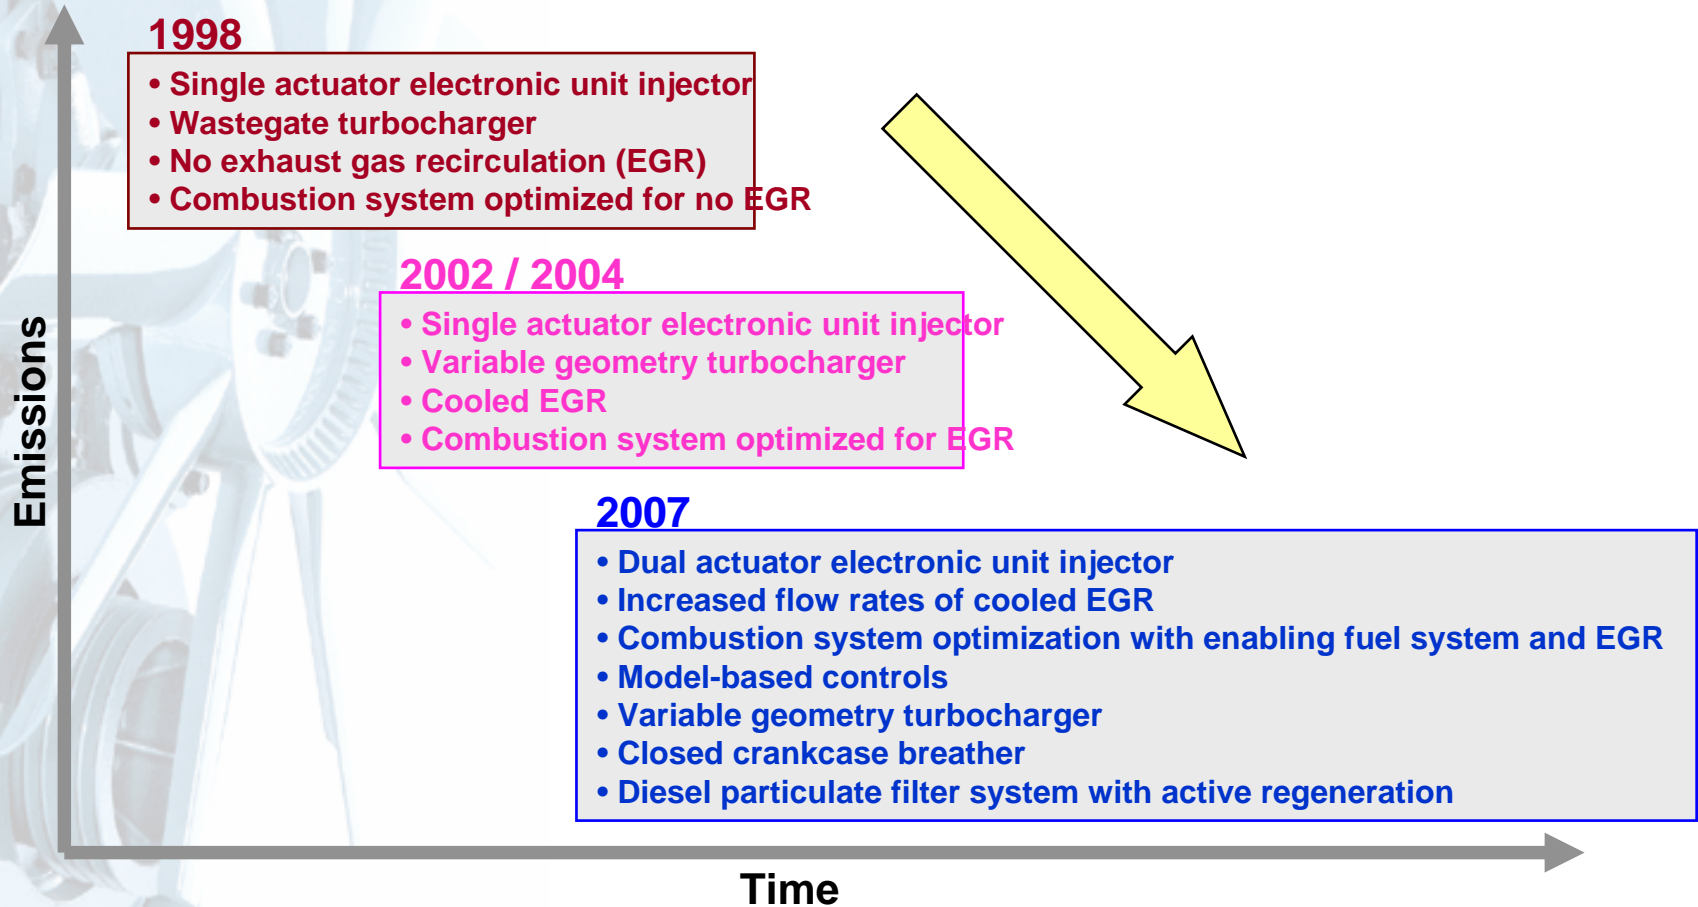 1998
• Single actuator electronic unit injector
• Wastegate turbocharger
• No exhaust gas recirculation (EGR)
• Combustion system optimized for no EGR
2002 / 2004
• Single actuator electronic unit injector
• Variable geometry turbocharger
• Cooled EGR
• Combustion system optimized for EGR
2007
• Dual actuator electronic unit injector
• Increased flow rates of cooled EGR
• Combustion system optimization with enabling fuel system and EGR
• Model-based controls
• Variable geometry turbocharger
• Closed crankcase breather
• Diesel particulate filter system with active regeneration
Emissions
Time